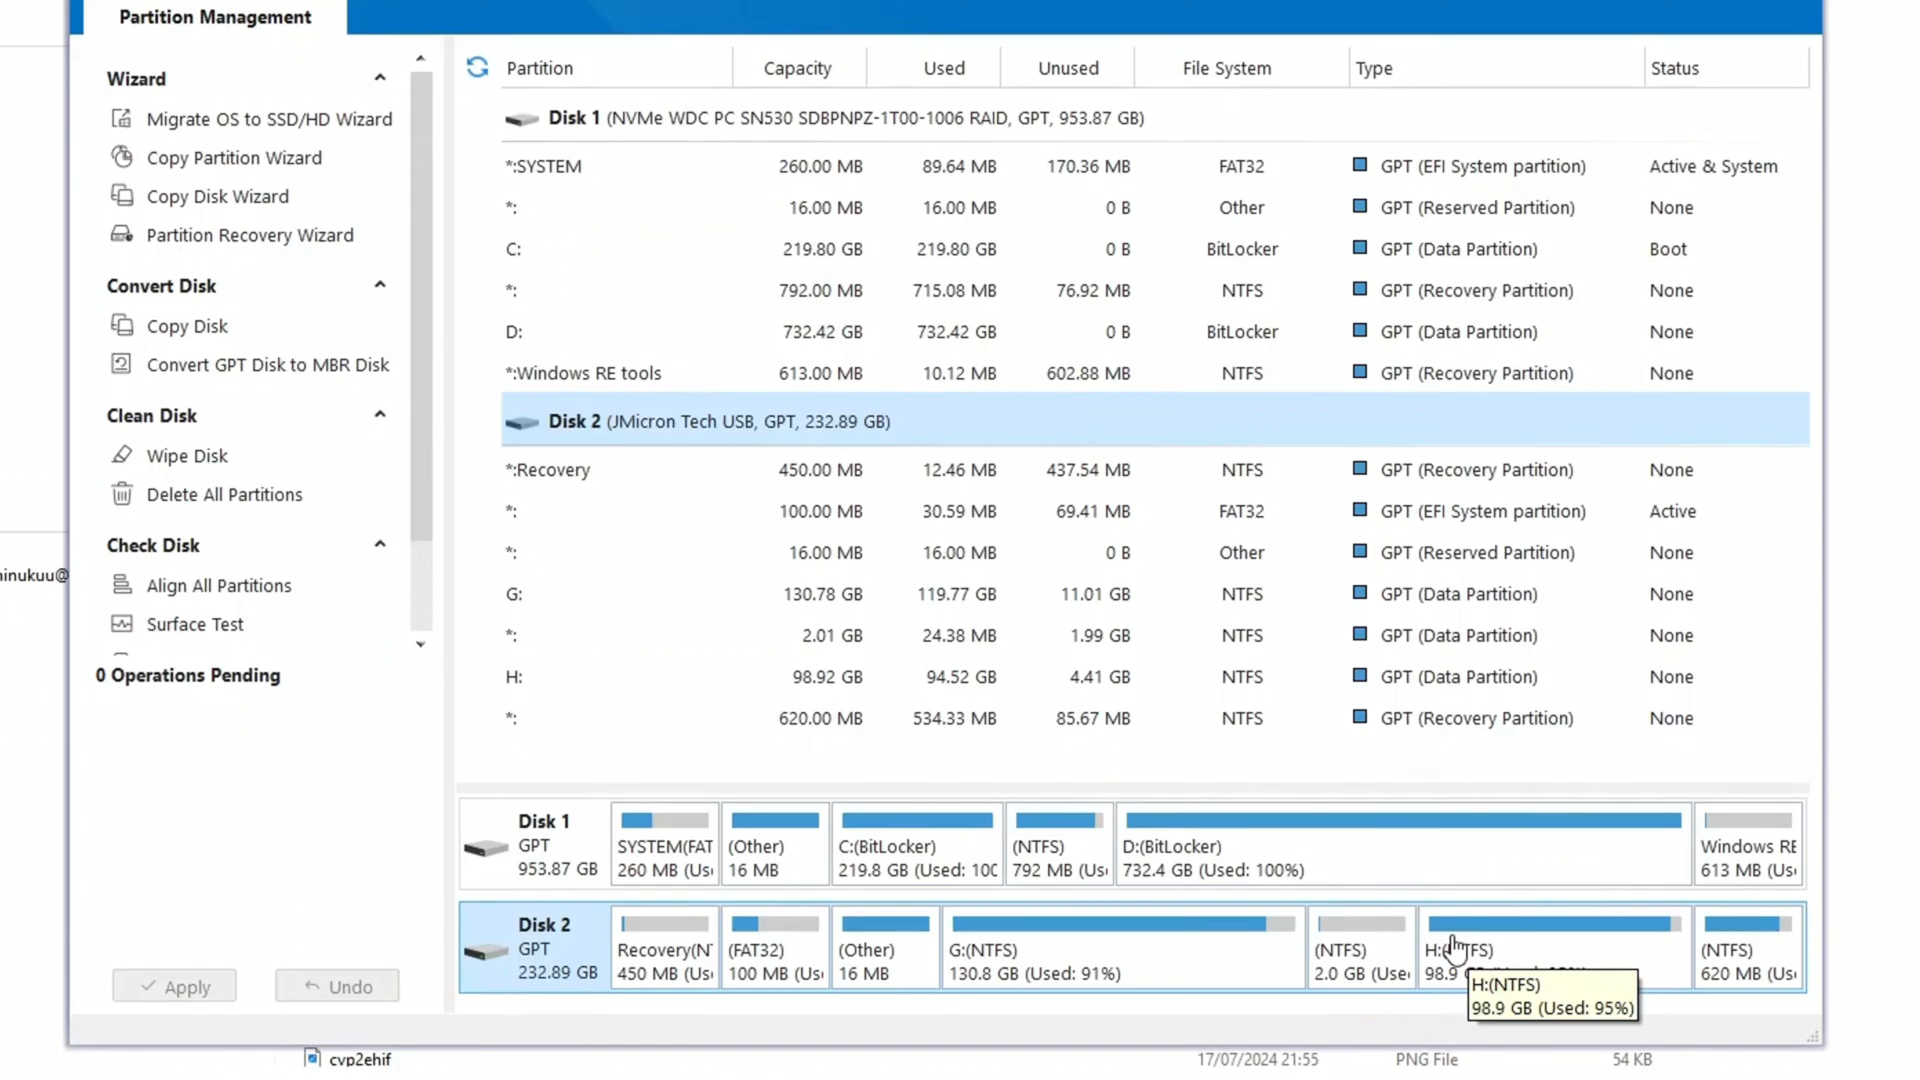 Partition Management
Wizard
Migrate OS to SSD/HD Wizard
Copy Partition Wizard
Copy Disk Wizard
Partition Recovery Wizard
Convert Disk
Copy Disk
Convert GPT Disk to MBR Disk
Clean Disk
Wipe Disk
Delete All Partitions
Check Disk
Align All Partitions
Surface Test
0 Operations Pending
Apply Undo
inukuu@
Partition Capacity Used Unused File System Type Status
Disk 1 (NVMe WDC PC SN530 SDBPNPZ-1T00-1006 RAID, GPT, 953.87 GB)
*:SYSTEM 260.00 MB 89.64 MB 170.36 MB FAT32 GPT (EFI System partition) Active & System
*: 16.00 MB 16.00 MB 0 B Other GPT (Reserved Partition) None
C: 219.80 GB 219.80 GB 0 B BitLocker GPT (Data Partition) Boot
*: 792.00 MB 715.08 MB 76.92 MB NTFS GPT (Recovery Partition) None
D: 732.42 GB 732.42 GB 0 B BitLocker GPT (Data Partition) None
*:Windows RE tools 613.00 MB 10.12 MB 602.88 MB NTFS GPT (Recovery Partition) None
Disk 2 (JMicron Tech USB, GPT, 232.89 GB)
*:Recovery 450.00 MB 12.46 MB 437.54 MB NTFS GPT (Recovery Partition) None
*: 100.00 MB 30.59 MB 69.41 MB FAT32 GPT (EFI System partition) Active
*: 16.00 MB 16.00 MB 0 B Other GPT (Reserved Partition) None
G: 130.78 GB 119.77 GB 11.01 GB NTFS GPT (Data Partition) None
*: 2.01 GB 24.38 MB 1.99 GB NTFS GPT (Data Partition) None
H: 98.92 GB 94.52 GB 4.41 GB NTFS GPT (Data Partition) None
*: 620.00 MB 534.33 MB 85.67 MB NTFS GPT (Recovery Partition) None
Disk 1
GPT
953.87 GB
SYSTEM(FAT (Other) C:(BitLocker) (NTFS) D:(BitLocker) Windows RE
260 MB (Us 16 MB 219.8 GB (Used: 100 792 MB (Us 732.4 GB (Used: 100%) 613 MB (Us
Disk 2
GPT
232.89 GB
Recovery(N (FAT32) (Other) G:(NTFS) (NTFS) H:(NTFS) (NTFS)
450 MB (Us 100 MB (Us 16 MB 130.8 GB (Used: 91%) 2.0 GB (Use 98.9 620 MB (Us
H:(NTFS)
98.9 GB (Used: 95%)
cvp2ehif 17/07/2024 21:55 PNG File 54 KB